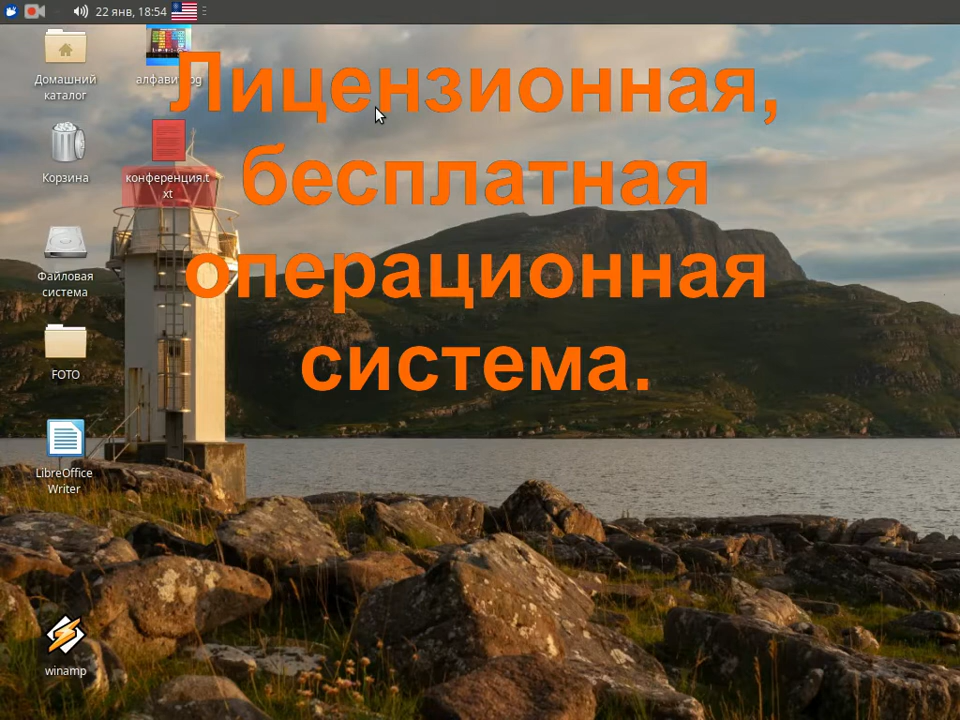 22 янв, 18:54
Домашний
каталог
Лицензионная,
бесплатная
операционная
система.
Корзина
конференция.t
xt
Файловая
система
FOTO
LibreOffice
Writer
winamp